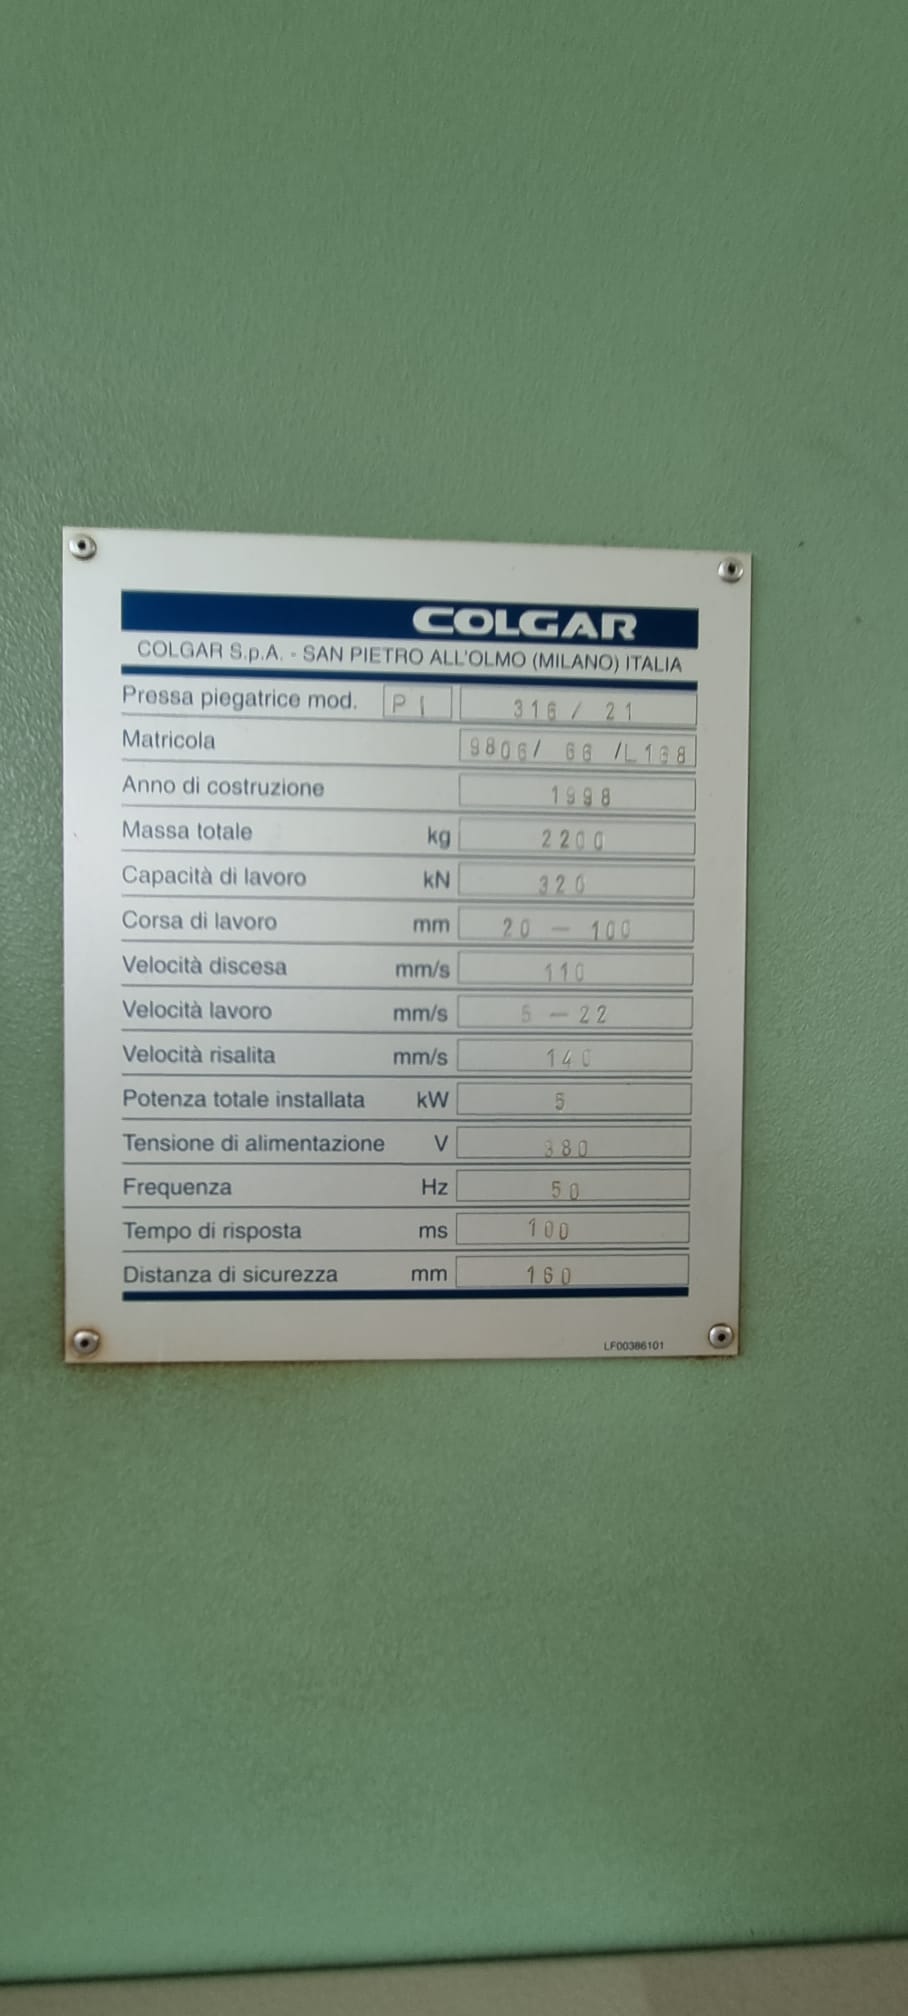 COLGAR
COLGAR S.p.A. - SAN PIETRO ALL'OLMO (MILANO) ITALIA
Pressa piegatrice mod. PI 316 / 21
Matricola 9806/ 66 /L168
Anno di costruzione 1998
Massa totale kg 2200
Capacità di lavoro kN 320
Corsa di lavoro mm 20 — 100
Velocità discesa mm/s 110
Velocità lavoro mm/s 5 — 22
Velocità risalita mm/s 140
Potenza totale installata kW 5
Tensione di alimentazione V 380
Frequenza Hz 50
Tempo di risposta ms 100
Distanza di sicurezza mm 160
LF00386101